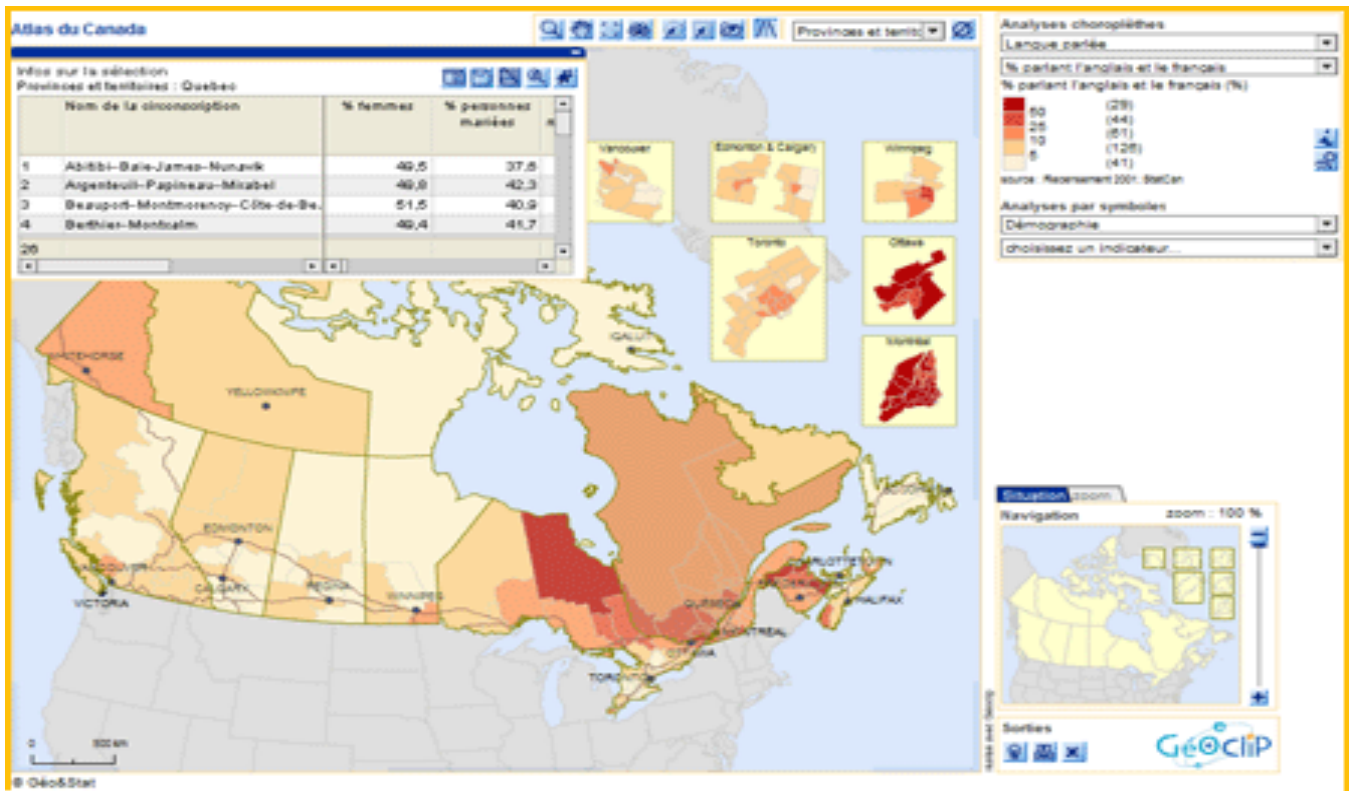 Atlas du Canada
Provinces et territo
Infos sur la sélection
Provinces et territoires : Quebec
Nom de la circonscription
% femmes
% personnes mariées
1 Abitibi-Baie-James-Nunavik 49,5 37,6
2 Argenteuil-Papineau-Mirabel 49,8 42,3
3 Beauport-Montmorency-Côte-de-Be. 51,5 40,9
4 Berthier-Montcalm 49,4 41,7
Vancouver
Edmonton & Calgary
Winnipeg
Toronto
Ottawa
Montréal
WHITEHORSE
YELLOWKNIFE
IQALUIT
EDMONTON
VANCOUVER
VICTORIA
CALGARY
REGINA
WINNIPEG
QUÉBEC
CHARLOTTETOWN
HALIFAX
MONTRÉAL
OTTAWA
TORONTO
0 500 km
© Géo&Stat
Analyses choroplèthes
Langue parlée
% parlant l'anglais et le français
% parlant l'anglais et le français (%)
50 (29)
25 (44)
10 (61)
5 (126)
(41)
source : Recensement 2001, StatCan
Analyses par symboles
Démographie
choisissez un indicateur...
Situation zoom
Navigation zoom : 100 %
Sorties
Géoclip